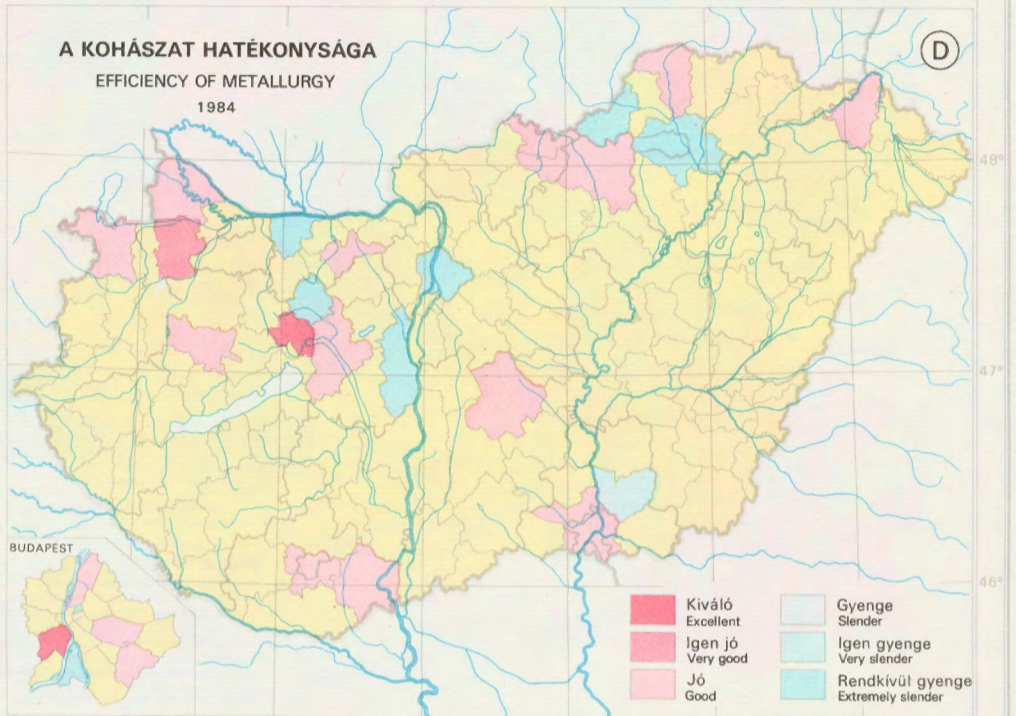 A KOHÁSZAT HATÉKONYSÁGA
EFFICIENCY OF METALLURGY
1984
D
48°
47°
46°
BUDAPEST
Kiváló
Excellent
Igen jó
Very good
Jó
Good
Gyenge
Slender
Igen gyenge
Very slender
Rendkívül gyenge
Extremely slender